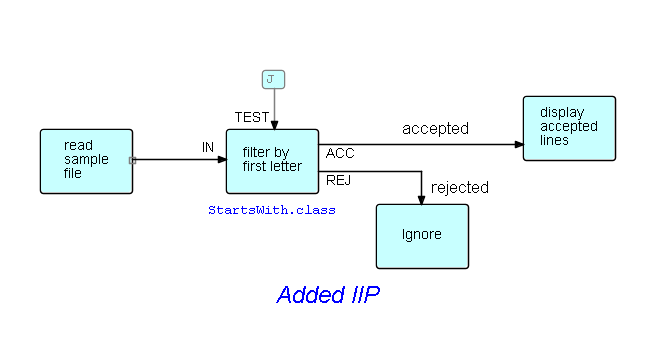 J
TEST
read
sample
file
IN
filter by
first letter
StartsWith.class
ACC
REJ
accepted
display
accepted
lines
rejected
Ignore
Added IIP